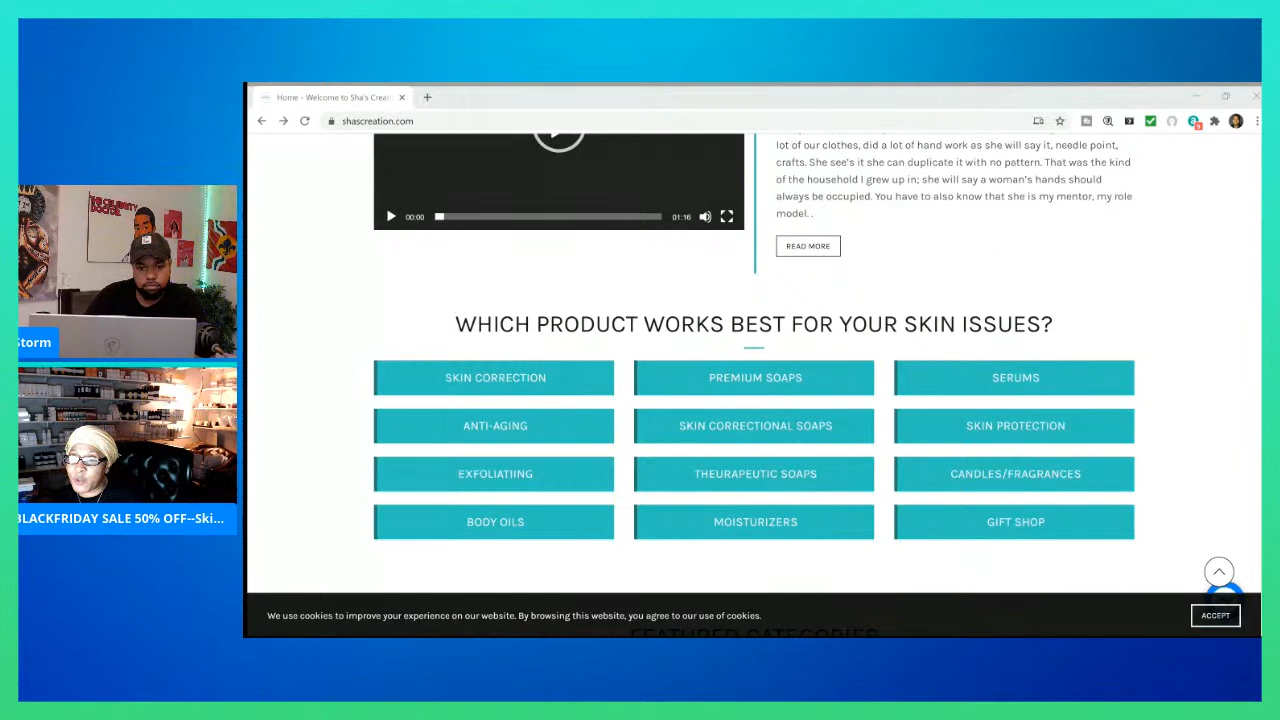 Home - Welcome to Sha's Crea
shascreation.com
lot of our clothes, did a lot of hand work as she will say it, needle point,
crafts. She see's it she can duplicate it with no pattern. That was the kind
of the household I grew up in; she will say a woman's hands should
always be occupied. You have to also know that she is my mentor, my role
model. .
00:00
01:16
READ MORE
WHICH PRODUCT WORKS BEST FOR YOUR SKIN ISSUES?
SKIN CORRECTION
PREMIUM SOAPS
SERUMS
ANTI-AGING
SKIN CORRECTIONAL SOAPS
SKIN PROTECTION
EXFOLIATIING
THEURAPEUTIC SOAPS
CANDLES/FRAGRANCES
BODY OILS
MOISTURIZERS
GIFT SHOP
We use cookies to improve your experience on our website. By browsing this website, you agree to our use of cookies.
ACCEPT
FEATURED CATEGORIES
CELEBRITY
DOCTOR
Storm
BLACKFRIDAY SALE 50% OFF--Ski...